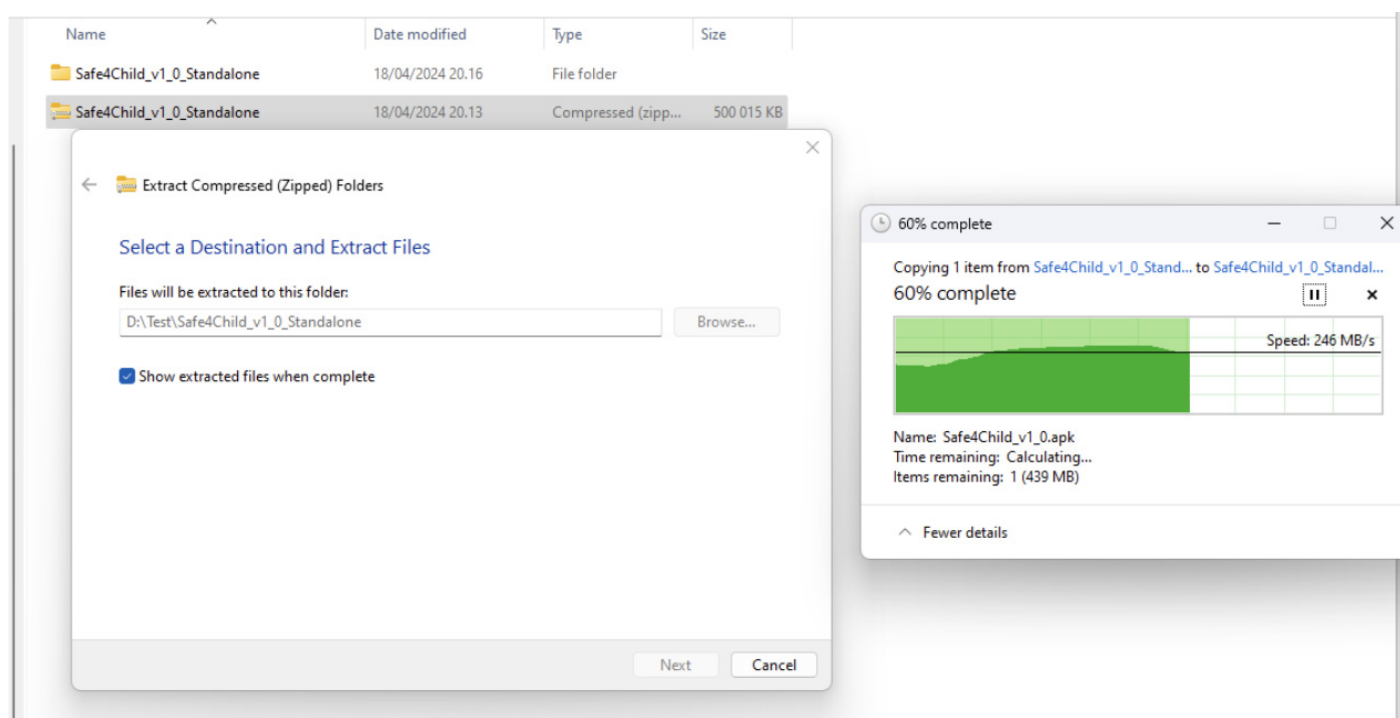 Name Date modified Type Size
Safe4Child_v1_0_Standalone 18/04/2024 20.16 File folder
Safe4Child_v1_0_Standalone 18/04/2024 20.13 Compressed (zipp... 500 015 KB
Extract Compressed (Zipped) Folders
Select a Destination and Extract Files
Files will be extracted to this folder:
D:\Test\Safe4Child_v1_0_Standalone Browse...
Show extracted files when complete
Next Cancel
60% complete
Copying 1 item from Safe4Child_v1_0_Stand... to Safe4Child_v1_0_Standal...
60% complete
Speed: 246 MB/s
Name: Safe4Child_v1_0.apk
Time remaining: Calculating...
Items remaining: 1 (439 MB)
Fewer details